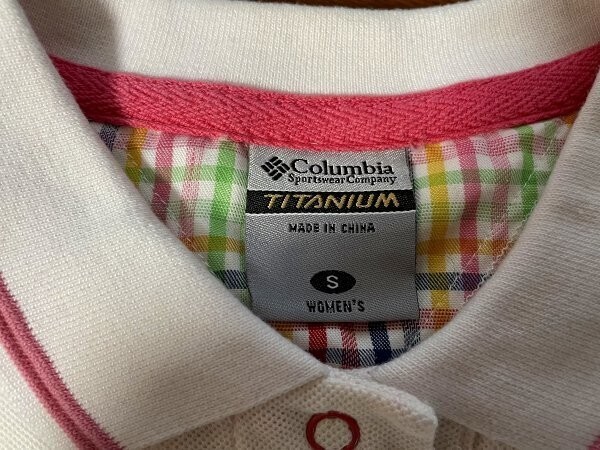 Columbia
Sportswear Company
TITANIUM
MADE IN CHINA
S
WOMEN'S